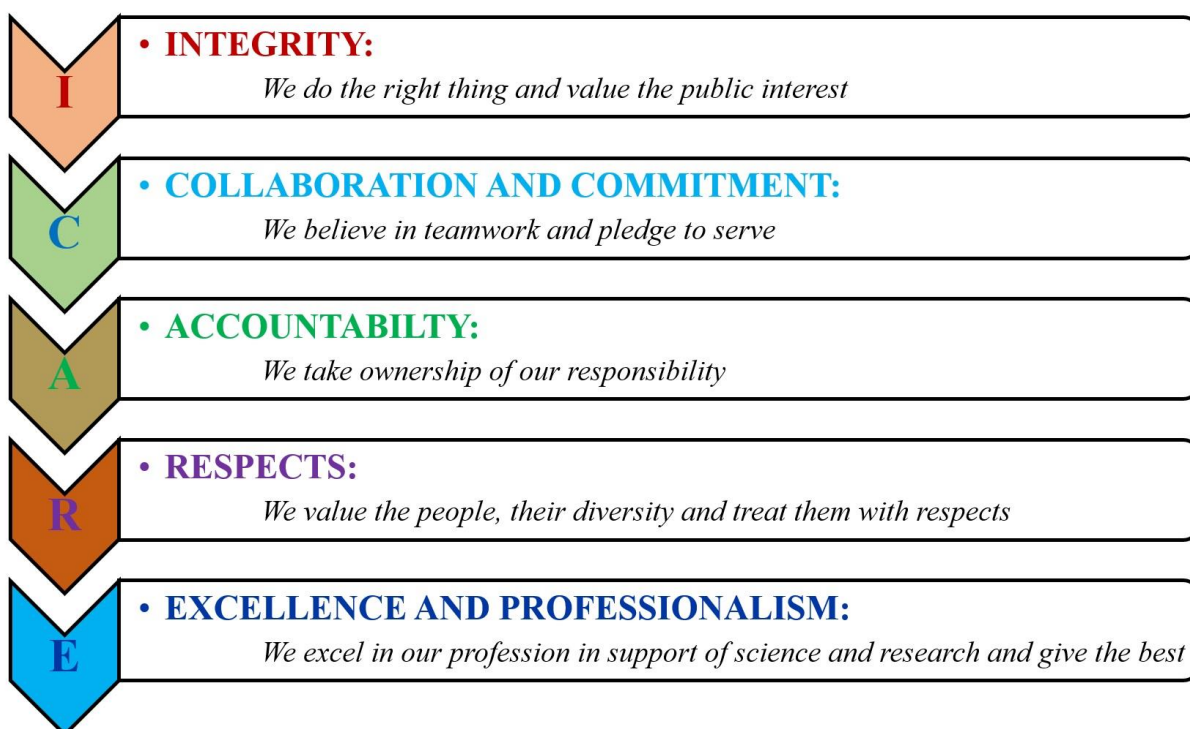 I
• INTEGRITY:
We do the right thing and value the public interest
C
• COLLABORATION AND COMMITMENT:
We believe in teamwork and pledge to serve
A
• ACCOUNTABILTY:
We take ownership of our responsibility
R
• RESPECTS:
We value the people, their diversity and treat them with respects
E
• EXCELLENCE AND PROFESSIONALISM:
We excel in our profession in support of science and research and give the best